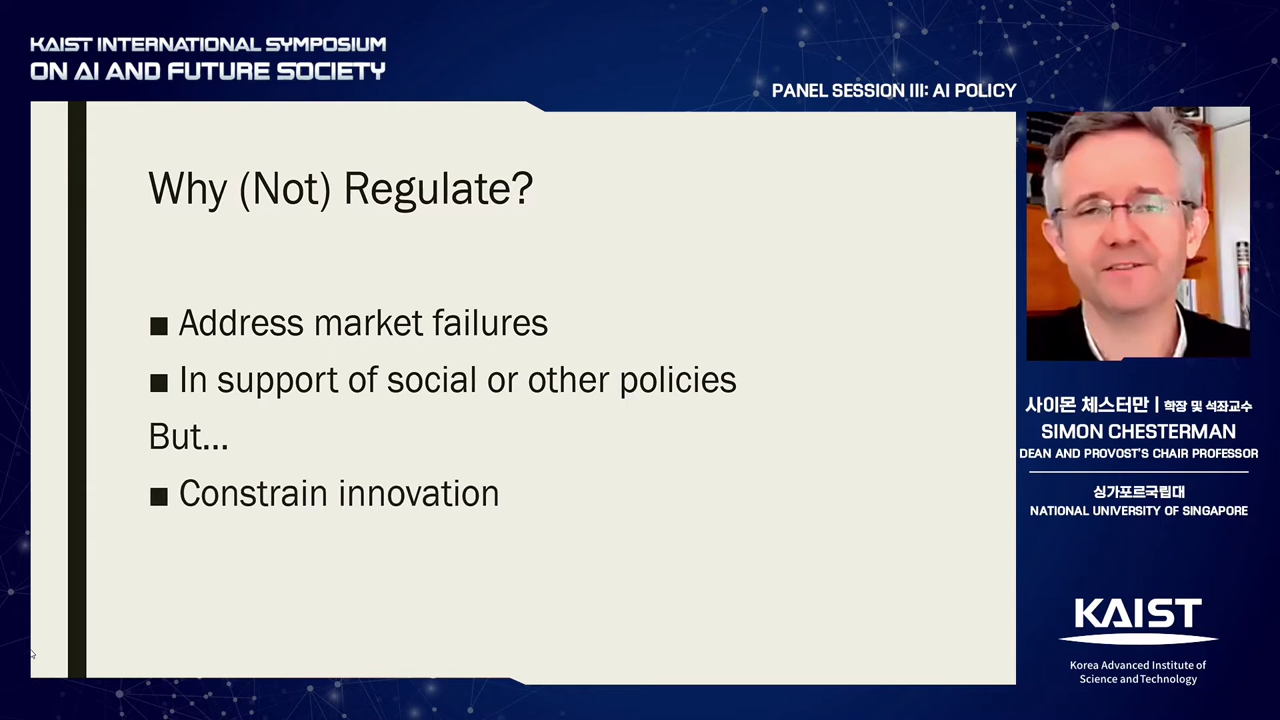 KAIST INTERNATIONAL SYMPOSIUM
ON AI AND FUTURE SOCIETY
PANEL SESSION III: AI POLICY
Why (Not) Regulate?
■ Address market failures
■ In support of social or other policies
But...
■ Constrain innovation
사이몬 체스터만 | 학장 및 석좌교수
SIMON CHESTERMAN
DEAN AND PROVOST'S CHAIR PROFESSOR
싱가포르국립대
NATIONAL UNIVERSITY OF SINGAPORE
KAIST
Korea Advanced Institute of
Science and Technology